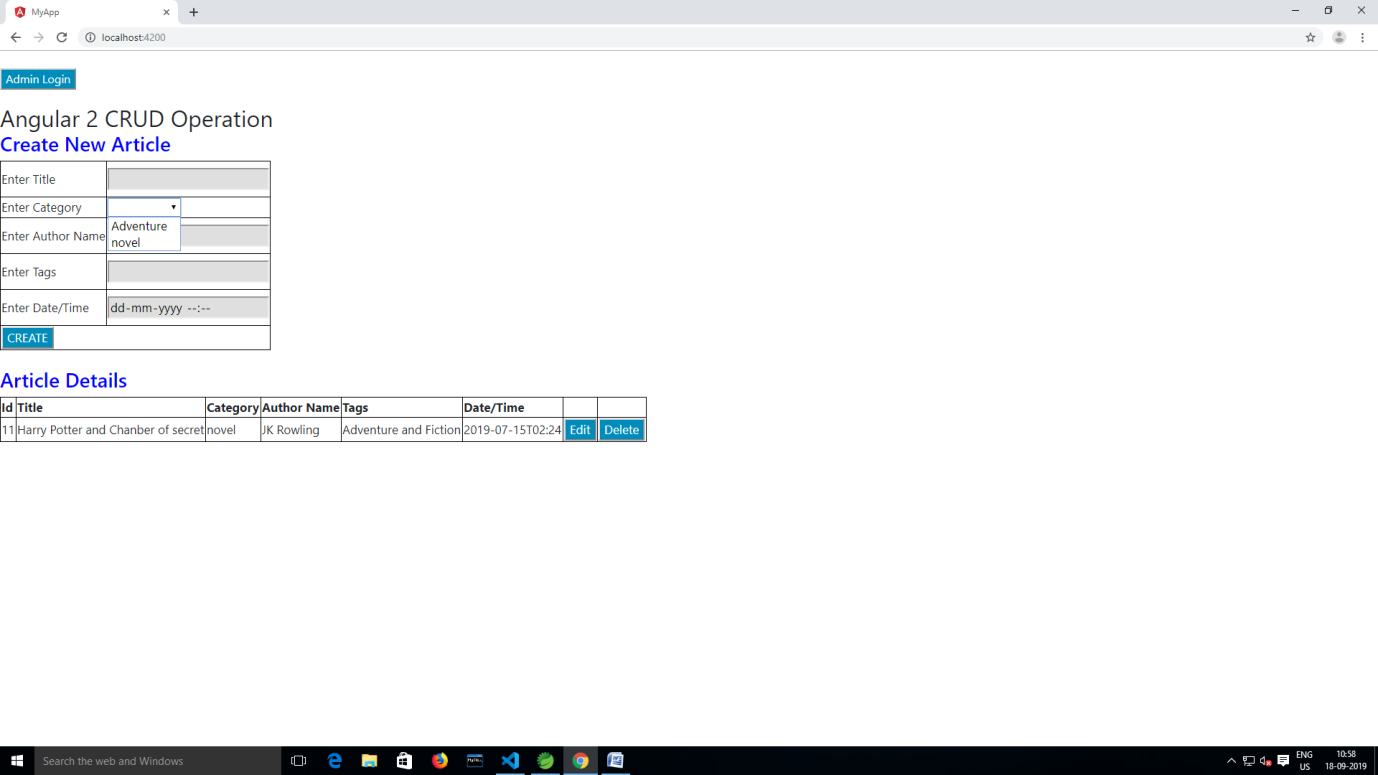 MyApp
localhost:4200
Admin Login
Angular 2 CRUD Operation
Create New Article
Enter Title
Enter Category
Adventure
novel
Enter Author Name
Enter Tags
Enter Date/Time dd-mm-yyyy --:--
CREATE
Article Details
Id Title Category Author Name Tags Date/Time
11 Harry Potter and Chanber of secret novel JK Rowling Adventure and Fiction 2019-07-15T02:24 Edit Delete
Search the web and Windows
ENG
US
10:58
18-09-2019